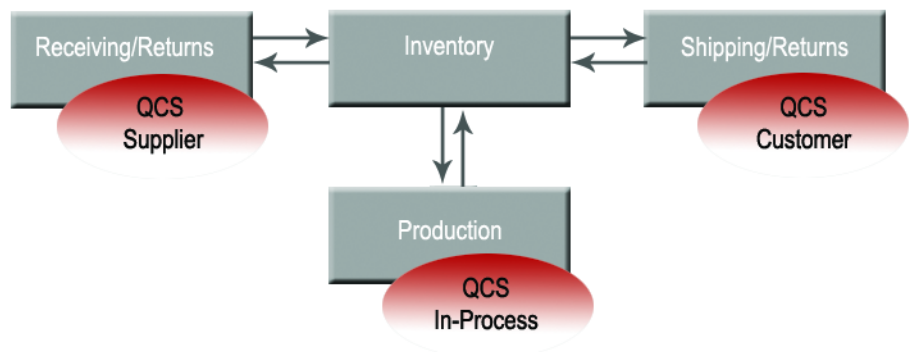 Receiving/Returns
Inventory
Shipping/Returns
QCS
Supplier
QCS
Customer
Production
QCS
In-Process